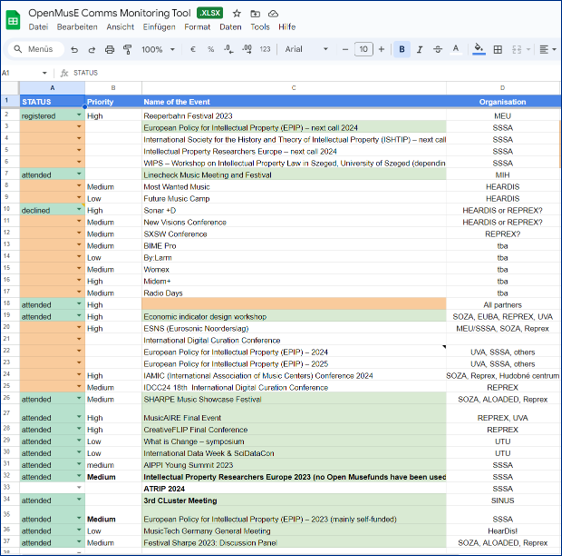 OpenMusE Comms Monitoring Tool .XLSX
Datei Bearbeiten Ansicht Einfügen Format Daten Tools Hilfe
Menüs 100% € % .0 .00 123 Arial 10 B I S A
A1 fx STATUS
A B C D
1 STATUS Priority Name of the Event Organisation
2 registered High Reeperbahn Festival 2023 MEU
3 European Policy for Intellectual Property (EPIP) – next call 2024 SSSA
4 International Society for the History and Theory of Intellectual Property (ISHTIP) – next call SSSA
5 Intellectual Property Researchers Europe – next call 2024 SSSA
6 WIPS – Workshop on Intellectual Property Law in Szeged, University of Szeged (dependin SSSA
7 attended Linecheck Music Meeting and Festival MIH
8 Medium Most Wanted Music HEARDIS
9 Low Future Music Camp HEARDIS
10 declined High Sonar +D HEARDIS or REPREX?
11 Medium New Visions Conference HEARDIS or REPREX?
12 Medium SXSW Conference REPREX?
13 Medium BIME Pro tba
14 Low By:Larm tba
15 Medium Womex tba
16 High Midem+ tba
17 Medium Radio Days tba
18 attended High All partners
19 attended High Economic indicator design workshop SOZA, EUBA, REPREX, UVA
20 High ESNS (Eurosonic Noorderslag) MEU/SSSA, SOZA, Reprex
21 International Digital Curation Conference
22 European Policy for Intellectual Property (EPIP) – 2024 UVA, SSSA, others
23 European Policy for Intellectual Property (EPIP) – 2025 UVA, SSSA, others
24 High IAMIC (International Association of Music Centers) Conference 2024 SOZA, Reprex, Hudobné centrum
25 Medium IDCC24 18th International Digital Curation Conference REPREX
26 attended Medium SHARPE Music Showcase Festival SOZA, ALOADED, Reprex
27 attended High MusicAIRE Final Event REPREX, UVA
28 attended High CreativeFLIP Final Conference REPREX
29 attended Low What is Change – symposium UTU
30 attended Low International Data Week & SciDataCon UTU
31 attended medium AIPPI Young Summit 2023 SSSA
32 attended Medium Intellectual Property Researchers Europe 2023 (no Open Musefunds have been used SSSA
33 ATRIP 2024 SSSA
34 attended 3rd CLuster Meeting SINUS
35 attended Medium European Policy for Intellectual Property (EPIP) – 2023 (mainly self-funded) SSSA
36 attended Low MusicTech Germany General Meeting HearDis!
37 attended Medium Festival Sharpe 2023: Discussion Panel SOZA, ALOADED, Reprex